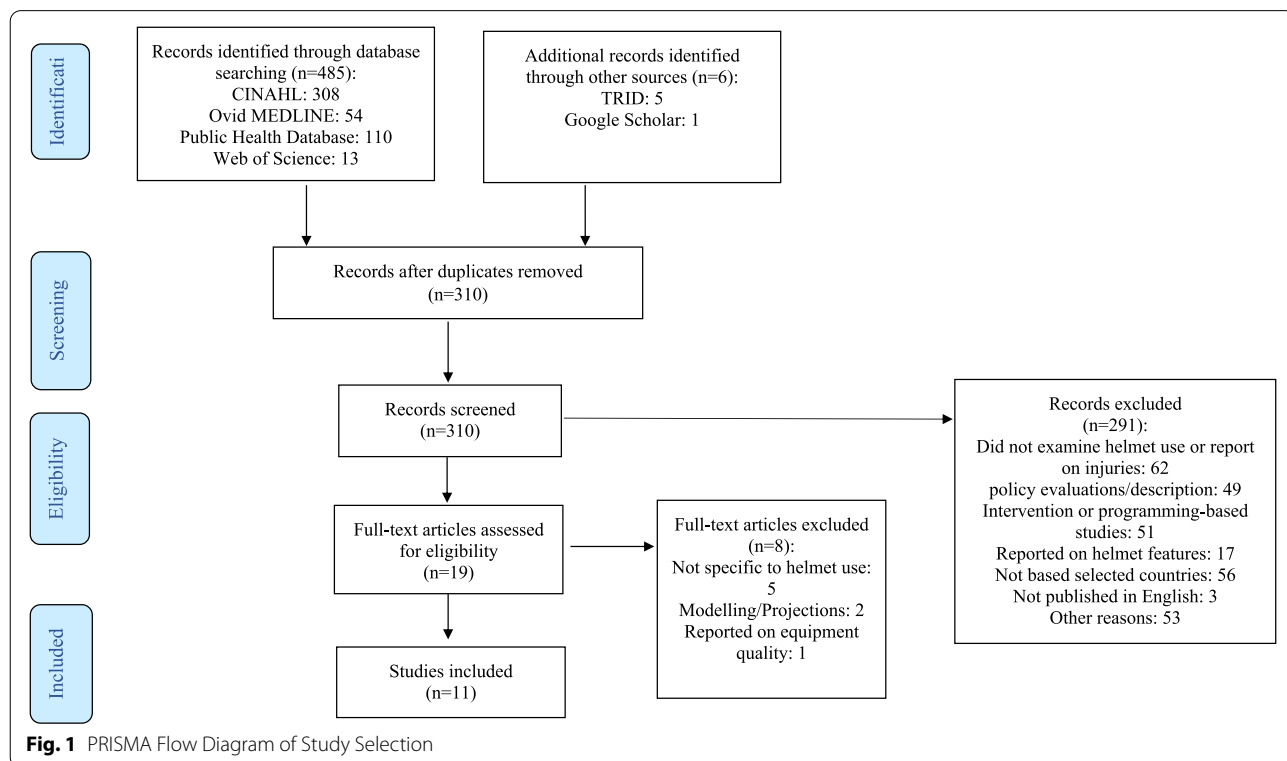 Identificati
Records identified through database
searching (n=485):
CINAHL: 308
Ovid MEDLINE: 54
Public Health Database: 110
Web of Science: 13
Additional records identified
through other sources (n=6):
TRID: 5
Google Scholar: 1
Screening
Records after duplicates removed
(n=310)
Eligibility
Records screened
(n=310)
Records excluded
(n=291):
Did not examine helmet use or report
on injuries: 62
policy evaluations/description: 49
Intervention or programming-based
studies: 51
Reported on helmet features: 17
Not based selected countries: 56
Not published in English: 3
Other reasons: 53
Full-text articles assessed
for eligibility
(n=19)
Full-text articles excluded
(n=8):
Not specific to helmet use:
5
Modelling/Projections: 2
Reported on equipment
quality: 1
Included
Studies included
(n=11)
Fig. 1 PRISMA Flow Diagram of Study Selection